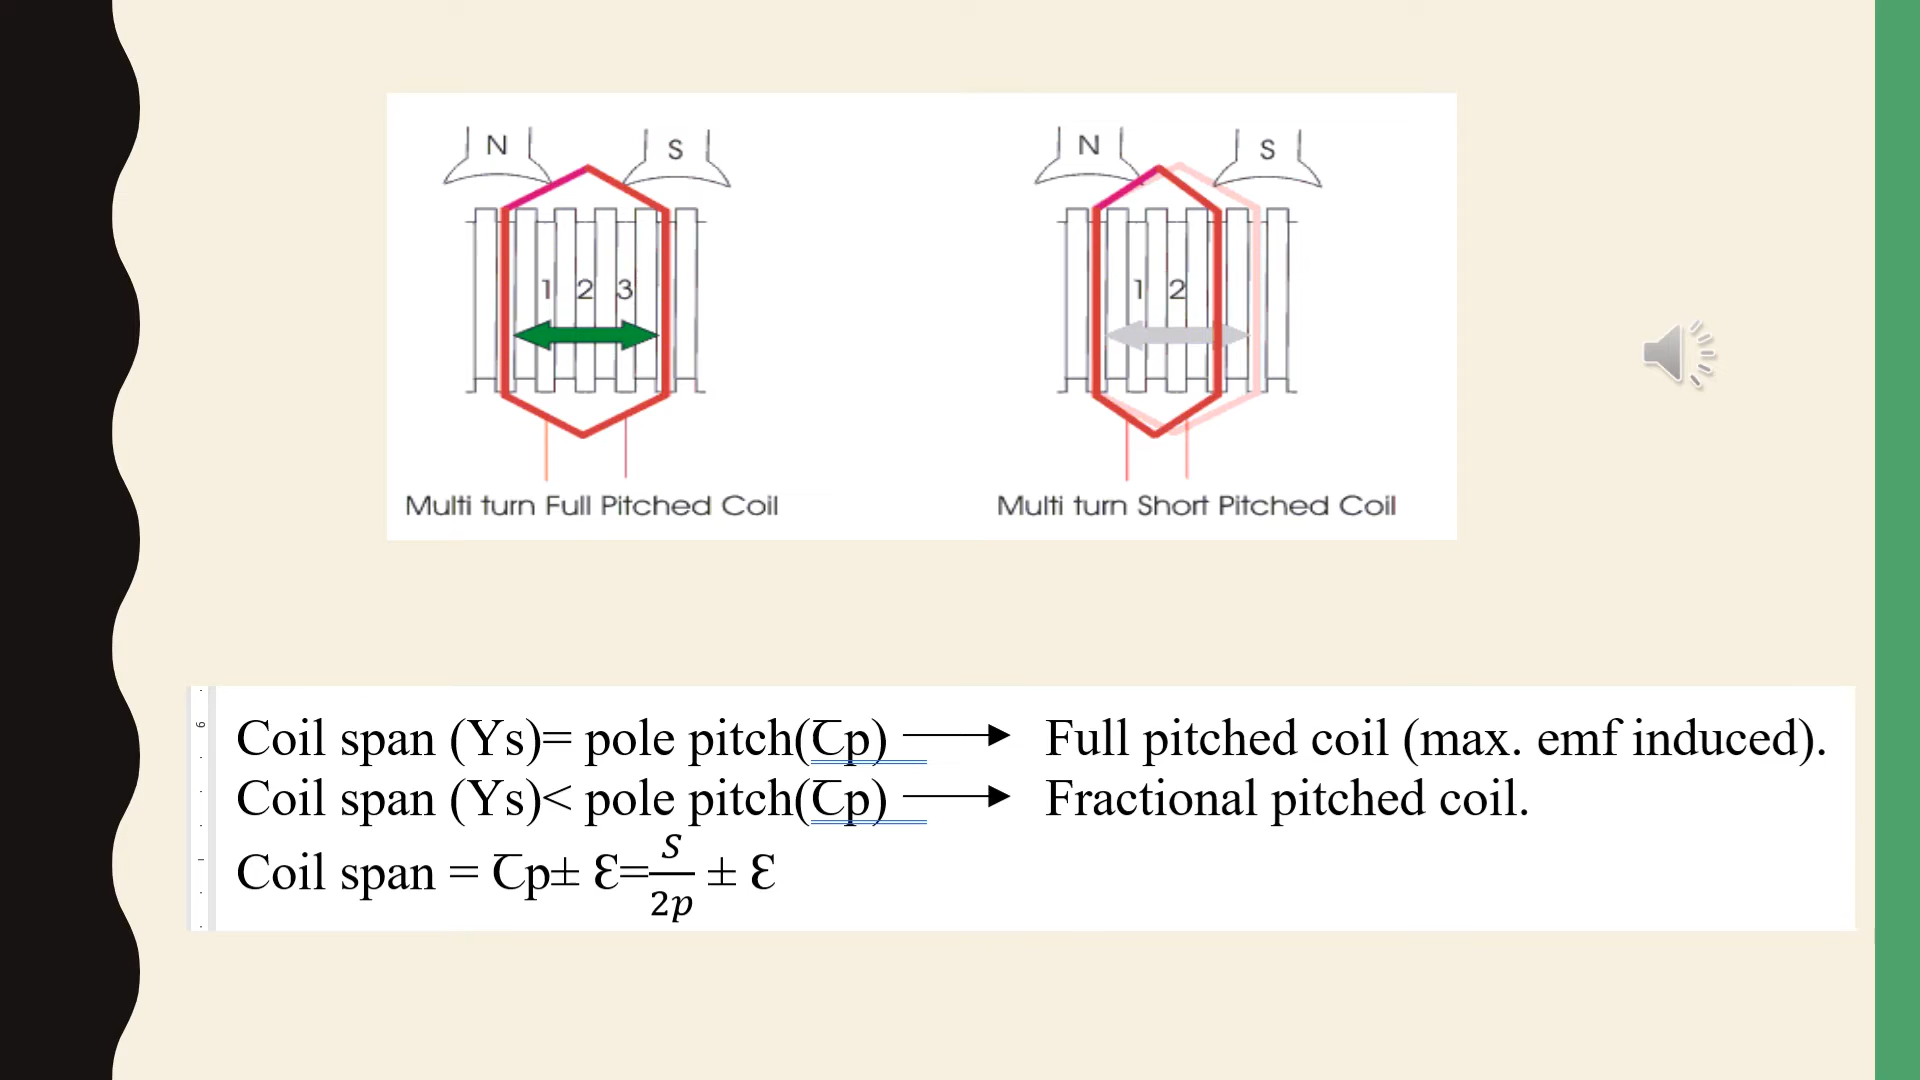 N S N S
1 2 3 1 2
Multi turn Full Pitched Coil Multi turn Short Pitched Coil
Coil span (Ys)= pole pitch(Ꞇp) → Full pitched coil (max. emf induced).
Coil span (Ys)< pole pitch(Ꞇp) → Fractional pitched coil.
Coil span = Ꞇp± Ɛ=S/2p ± Ɛ